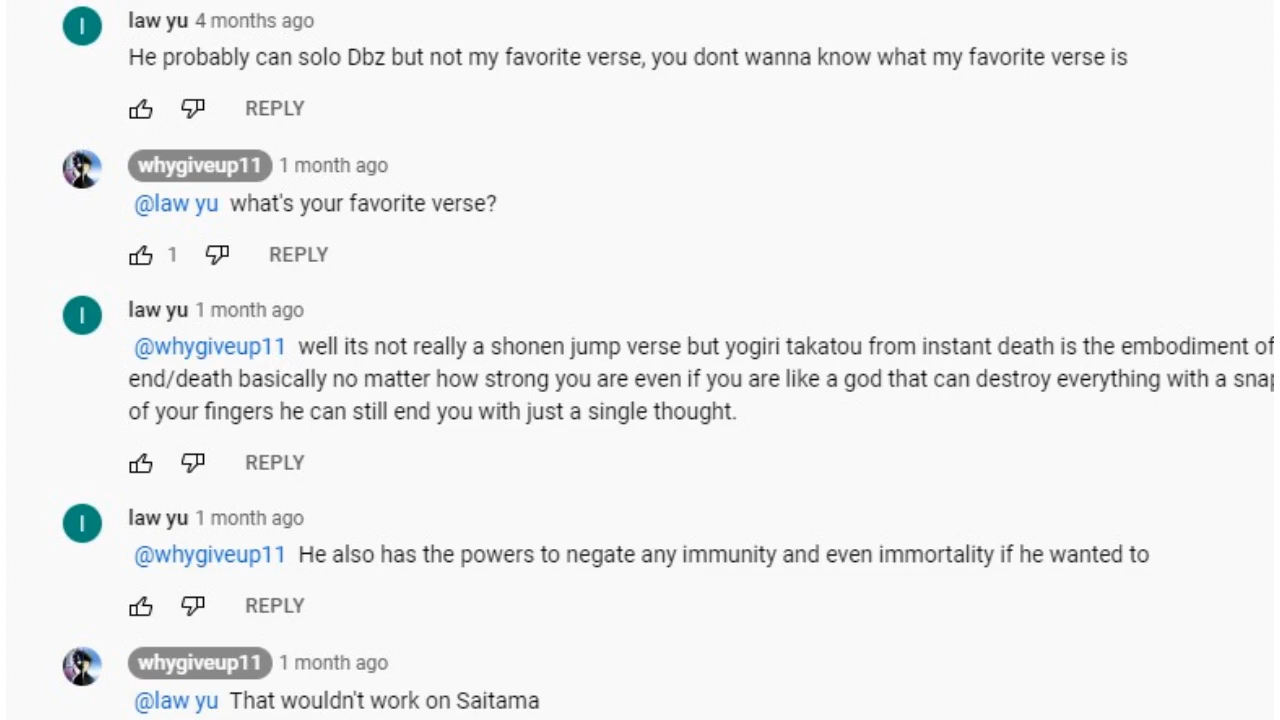 law yu 4 months ago
He probably can solo Dbz but not my favorite verse, you dont wanna know what my favorite verse is
REPLY
whygiveup11 1 month ago
@law yu what's your favorite verse?
1 REPLY
law yu 1 month ago
@whygiveup11 well its not really a shonen jump verse but yogiri takatou from instant death is the embodiment of
end/death basically no matter how strong you are even if you are like a god that can destroy everything with a snap
of your fingers he can still end you with just a single thought.
REPLY
law yu 1 month ago
@whygiveup11 He also has the powers to negate any immunity and even immortality if he wanted to
REPLY
whygiveup11 1 month ago
@law yu That wouldn't work on Saitama